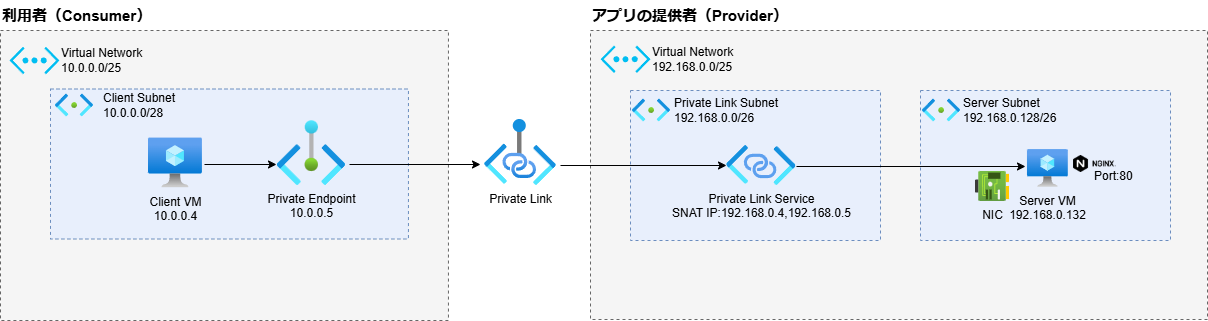 利用者（Consumer）
Virtual Network
10.0.0.0/25
Client Subnet
10.0.0.0/28
Client VM
10.0.0.4
Private Endpoint
10.0.0.5
Private Link
アプリの提供者（Provider）
Virtual Network
192.168.0.0/25
Private Link Subnet
192.168.0.0/26
Private Link Service
SNAT IP:192.168.0.4,192.168.0.5
Server Subnet
192.168.0.128/26
N NGINX.
Port:80
Server VM
NIC 192.168.0.132